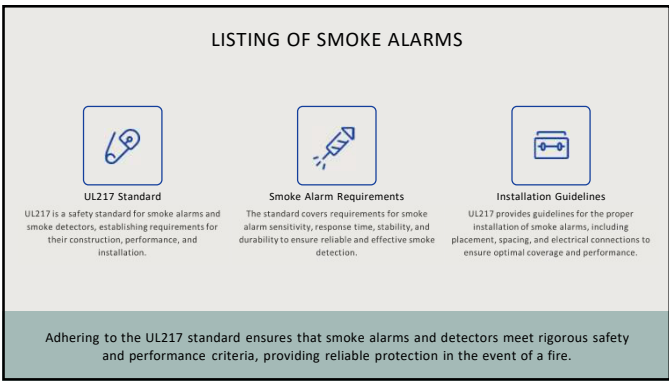 LISTING OF SMOKE ALARMS
UL217 Standard
UL217 is a safety standard for smoke alarms and
smoke detectors, establishing requirements for
their construction, performance, and
installation.
Smoke Alarm Requirements
The standard covers requirements for smoke
alarm sensitivity, response time, stability, and
durability to ensure reliable and effective smoke
detection.
Installation Guidelines
UL217 provides guidelines for the proper
installation of smoke alarms, including
placement, spacing, and electrical connections to
ensure optimal coverage and performance.
Adhering to the UL217 standard ensures that smoke alarms and detectors meet rigorous safety
and performance criteria, providing reliable protection in the event of a fire.